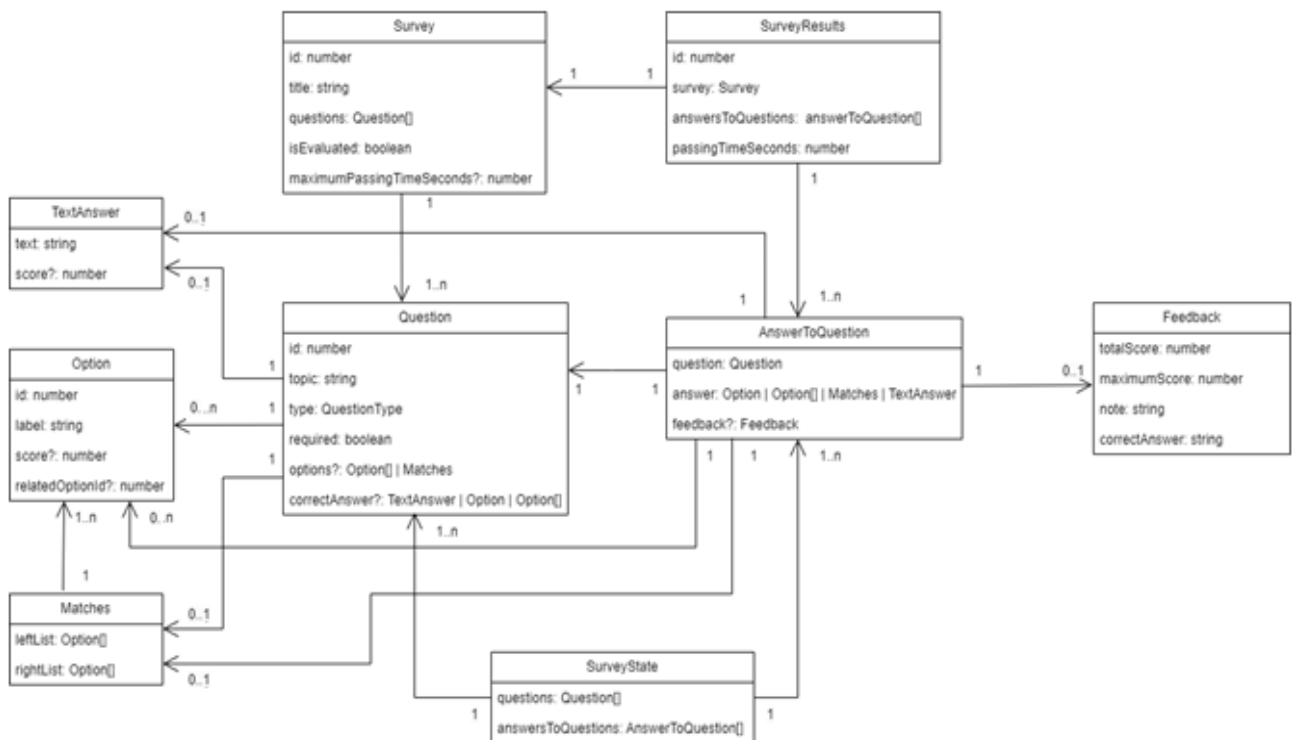 Survey
id: number
title: string
questions: Question[]
isEvaluated: boolean
maximumPassingTimeSeconds?: number
SurveyResults
id: number
survey: Survey
answersToQuestions: answerToQuestion[]
passingTimeSeconds: number
1
1
1
1
TextAnswer
text: string
score?: number
0..1
0..1
1..n
1
1..n
Question
id: number
topic: string
type: QuestionType
required: boolean
options?: Option[] | Matches
correctAnswer?: TextAnswer | Option | Option[]
1
1
1
AnswerToQuestion
question: Question
answer: Option | Option[] | Matches | TextAnswer
feedback?: Feedback
1
1
1
0..1
Feedback
totalScore: number
maximumScore: number
note: string
correctAnswer: string
Option
id: number
label: string
score?: number
relatedOptionId?: number
0...n
1..n
0..n
1..n
1
1
1..n
1
Matches
leftList: Option[]
rightList: Option[]
0..1
0..1
SurveyState
questions: Question[]
answersToQuestions: AnswerToQuestion[]
1
1